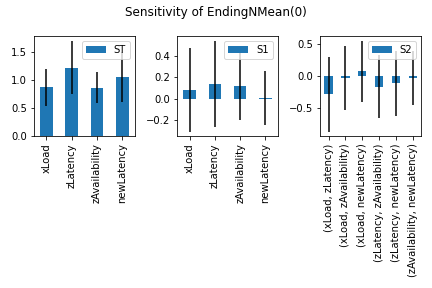 Sensitivity of EndingNMean(0)
ST
1.5
1.0
0.5
0.0
xLoad
zLatency
zAvailability
newLatency
S1
0.4
0.2
0.0
−0.2
xLoad
zLatency
zAvailability
newLatency
S2
0.5
0.0
−0.5
(xLoad, zLatency)
(xLoad, zAvailability)
(xLoad, newLatency)
(zLatency, zAvailability)
(zLatency, newLatency)
(zAvailability, newLatency)